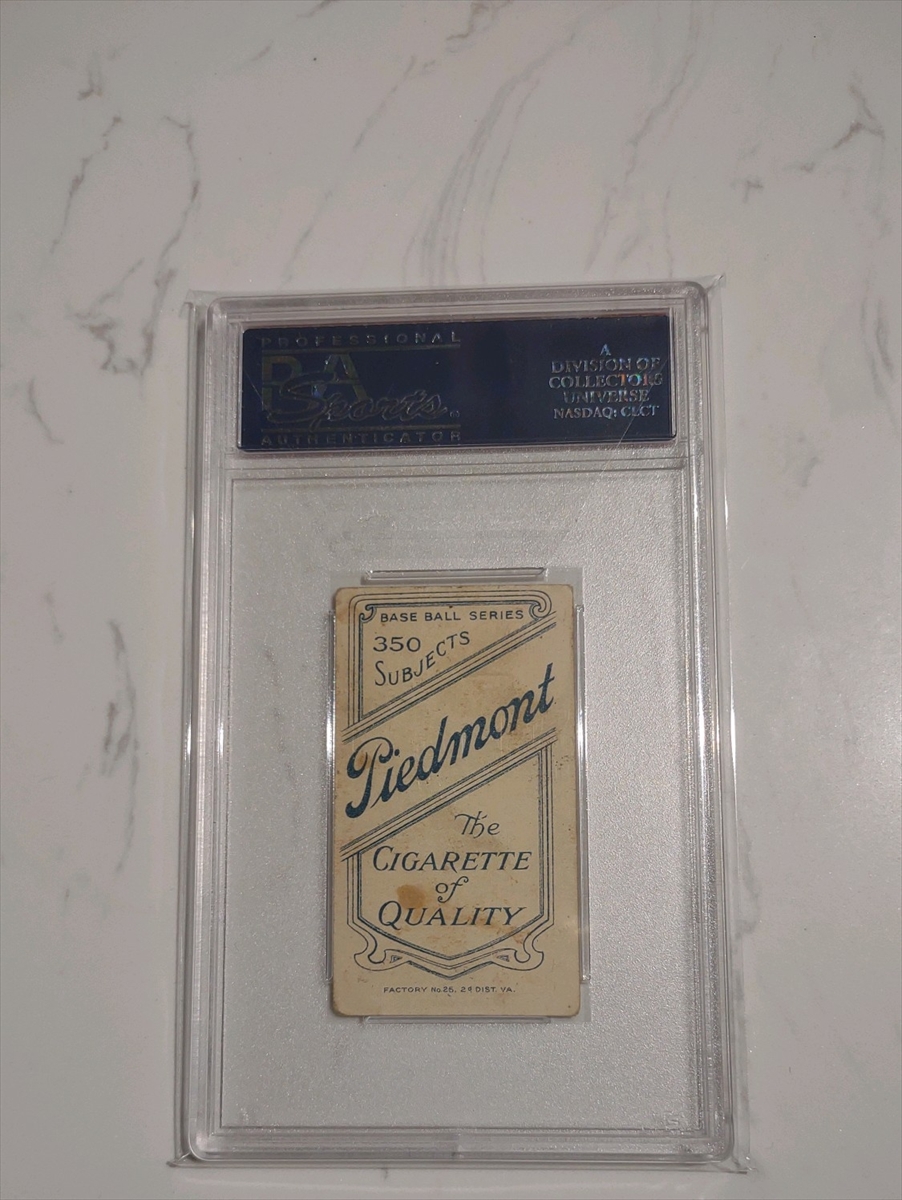 PROFESSIONAL
PSA
Sports
AUTHENTICATOR
A
DIVISION OF
COLLECTORS
UNIVERSE
NASDAQ: CLCT
BASE BALL SERIES
350
SUBJECTS
Piedmont
The
CIGARETTE
of
QUALITY
FACTORY No 25, 2d DIST. VA.